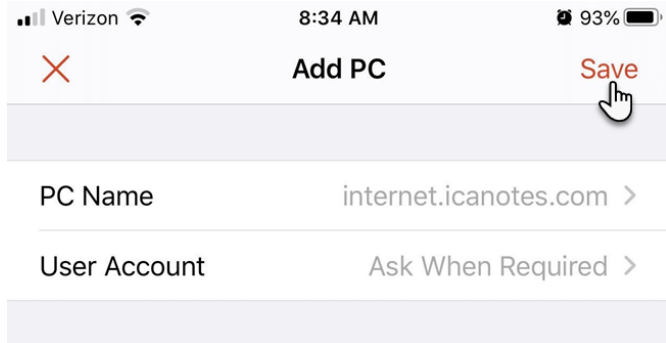 Verizon 8:34 AM 93%
Add PC Save
PC Name internet.icanotes.com
User Account Ask When Required